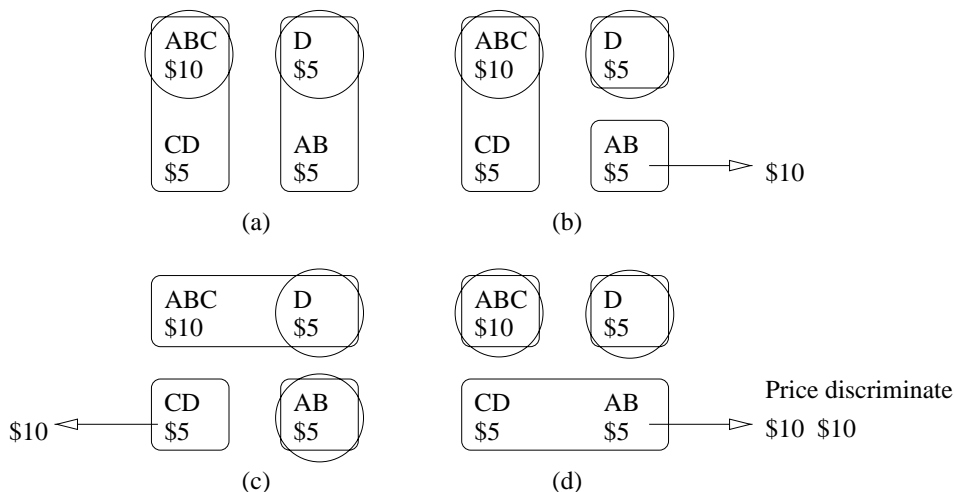 ABC
$10
D
$5
CD
$5
AB
$5
(a)
ABC
$10
D
$5
CD
$5
AB
$5
$10
(b)
ABC
$10
D
$5
CD
$5
AB
$5
$10
(c)
ABC
$10
D
$5
CD
$5
AB
$5
Price discriminate
$10 $10
(d)